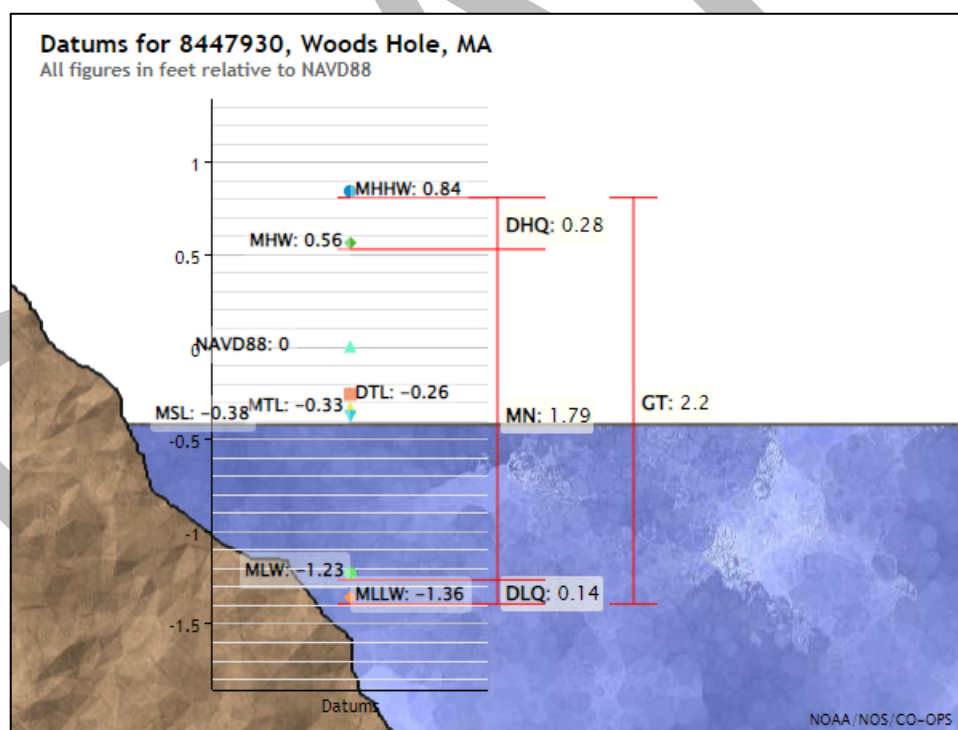 Datums for 8447930, Woods Hole, MA
All figures in feet relative to NAVD88
1
MHHW: 0.84
DHQ: 0.28
MHW: 0.56
0.5
0
NAVD88: 0
DTL: -0.26
MTL: -0.33
GT: 2.2
MSL: -0.38
MN: 1.79
-0.5
-1
MLW: -1.23
MLLW: -1.36
DLQ: 0.14
-1.5
Datums
NOAA/NOS/CO-OPS